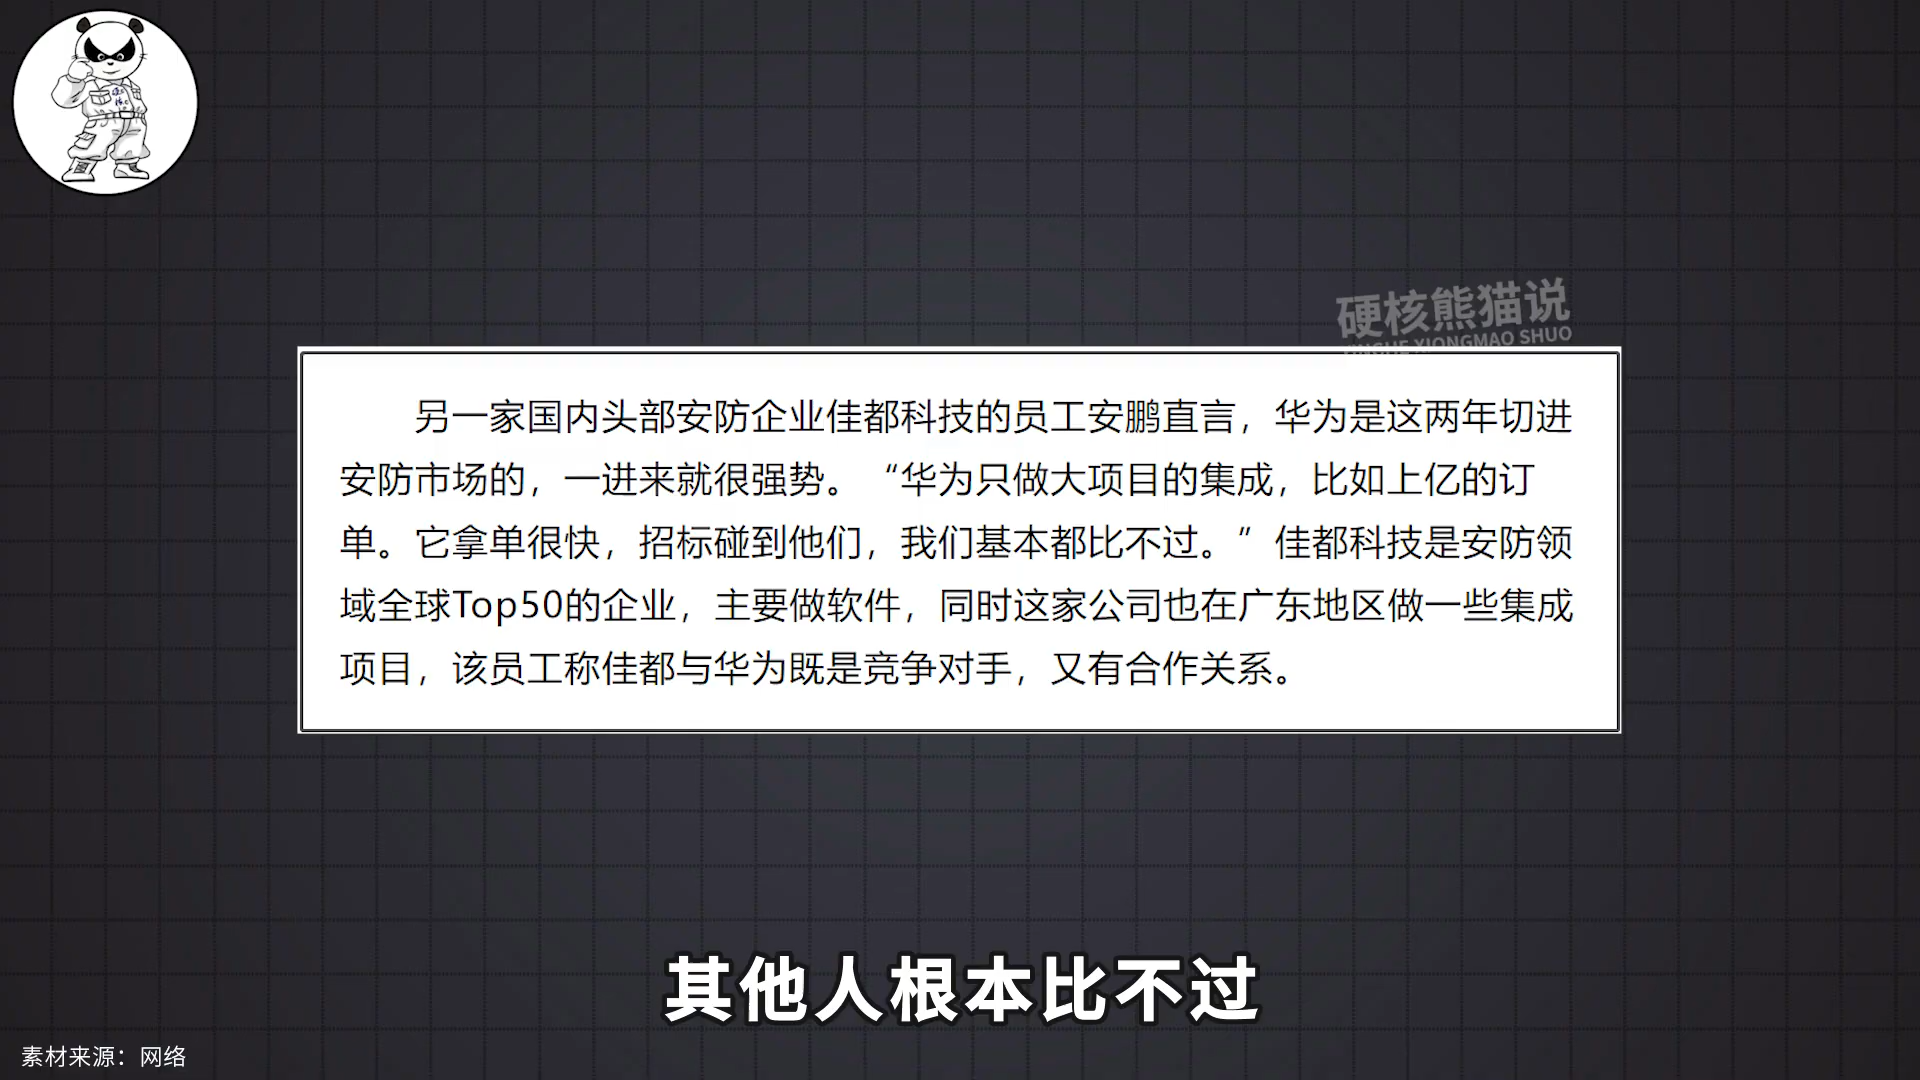 硬核熊猫说
XIONGMAO SHUO
另一家国内头部安防企业佳都科技的员工安鹏直言，华为是这两年切进
安防市场的，一进来就很强势。“华为只做大项目的集成，比如上亿的订
单。它拿单很快，招标碰到他们，我们基本都比不过。”佳都科技是安防领
域全球Top50的企业，主要做软件，同时这家公司也在广东地区做一些集成
项目，该员工称佳都与华为既是竞争对手，又有合作关系。
其他人根本比不过
素材来源：网络